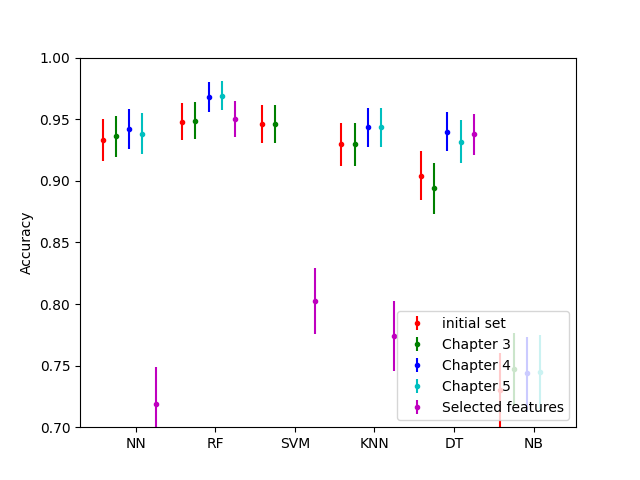 1.00
0.95
0.90
0.85
0.80
0.75
0.70
Accuracy
initial set
Chapter 3
Chapter 4
Chapter 5
Selected features
NN RF SVM KNN DT NB